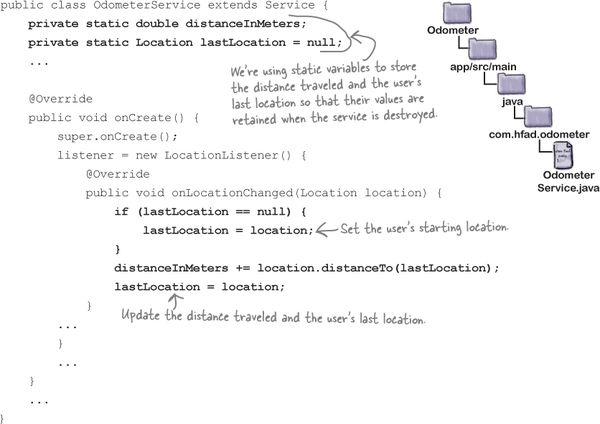 public class OdometerService extends Service {
private static double distanceInMeters;
private static Location lastLocation = null;
...
We're using static variables to store
the distance traveled and the user's
last location so that their values are
retained when the service is destroyed.
@Override
public void onCreate() {
super.onCreate();
listener = new LocationListener() {
@Override
public void onLocationChanged(Location location) {
if (lastLocation == null) {
lastLocation = location;
Set the user's starting location.
}
distanceInMeters += location.distanceTo(lastLocation);
lastLocation = location;
}
Update the distance traveled and the user's last location.
...
}
...
}
...
}
Odometer
app/src/main
java
com.hfad.odometer
Odometer
Service.java